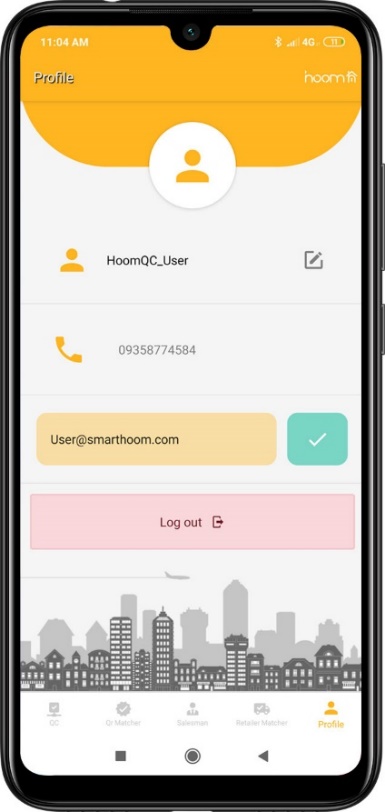 11:04 AM
4G
11
Profile
hoom
HoomQC_User
09358774584
User@smarthoom.com
Log out
QC
Qr Matcher
Salesman
Retailer Matcher
Profile